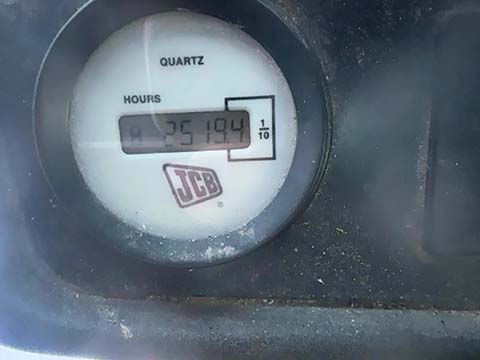 QUARTZ
HOURS
25194
1/10
JCB
®